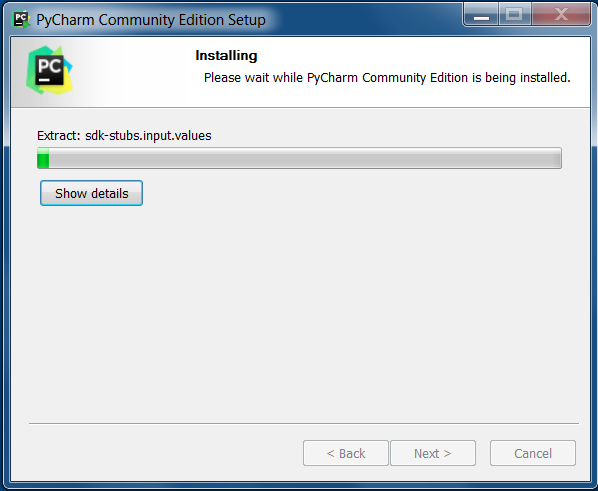 PC PyCharm Community Edition Setup
PC
Installing
Please wait while PyCharm Community Edition is being installed.
Extract: sdk-stubs.input.values
Show details
< Back
Next >
Cancel